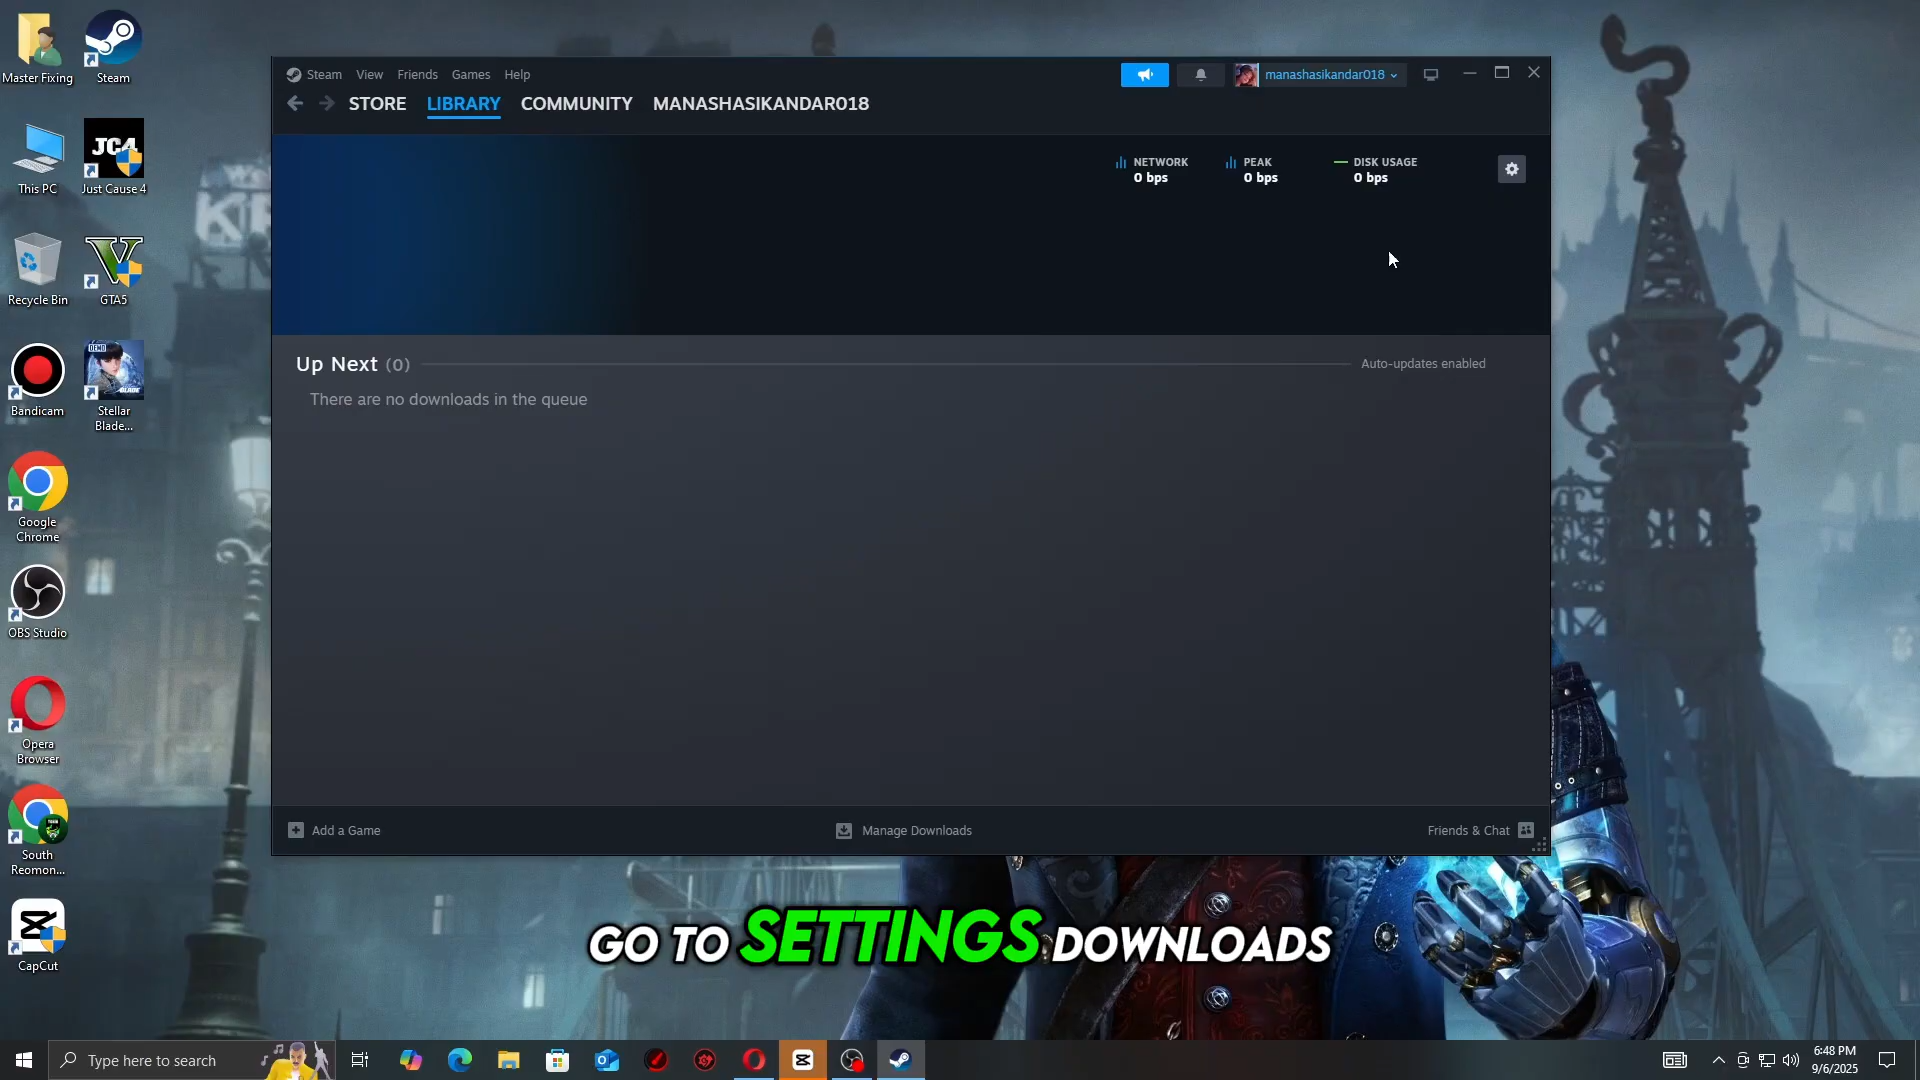 Master Fixing
Steam
This PC
JC4
Just Cause 4
Recycle Bin
GTA5
Bandicam
DEMO
BLADE
Stellar
Blade...
Google
Chrome
OBS Studio
Opera
Browser
South
Reomon...
CapCut
Steam View Friends Games Help
manashasikandar018
STORE LIBRARY COMMUNITY MANASHASIKANDAR018
NETWORK
0 bps
PEAK
0 bps
DISK USAGE
0 bps
Up Next (0)
Auto-updates enabled
There are no downloads in the queue
Add a Game
Manage Downloads
Friends & Chat
GO TO SETTINGS DOWNLOADS
Type here to search
6:48 PM
9/6/2025